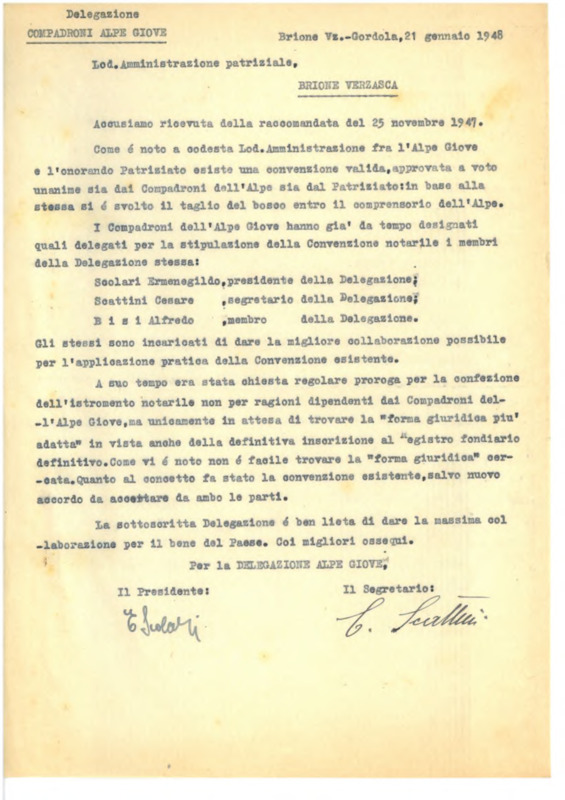 Delegazione
COMPADRONI ALPE GIOVE
Brione Vz.-Gordola,21 gennaio 1948
Lod.Amministrazione patriziale,
BRIONE VERZASCA
Accusiamo ricevuta della raccomandata del 25 novembre 1947.
Come é noto a codesta Lod.Amministrazione fra l'Alpe Giove
e l'onorando Patriziato esiste una convenzione valida,approvata a voto
unanime sia dai Compadroni dell'Alpe sia dal Patriziato:in base alla
stessa si é svolto il taglio del bosco entro il comprensorio dell'Alpe.
I Compadroni dell'Alpe Giove hanno gia' da tempo designati
quali delegati per la stipulazione della Convenzione notarile i membri
della Delegazione stessa:
Scolari Ermenegildo,presidente della Delegazione;
Scattini Cesare ,segretario della Delegazione;
B i s i Alfredo ,membro della Delegazione.
Gli stessi sono incaricati di dare la migliore collaborazione possibile
per l'applicazione pratica della Convenzione esistente.
A suo tempo era stata chiesta regolare proroga per la confezione
dell'istromento notarile non per ragioni dipendenti dai Compadroni del-
-l'Alpe Giove,ma unicamente in attesa di trovare la "forma giuridica piu'
adatta" in vista anche della definitiva inscrizione al Registro fondiario
definitivo.Come vi é noto non é facile trovare la "forma giuridica" cer-
-cata.Quanto al concetto fa stato la convenzione esistente,salvo nuovo
accordo da accettare da ambo le parti.
La sottoscritta Delegazione é ben lieta di dare la massima col
-laborazione per il bene del Paese. Coi migliori ossequi.
Per la DELEGAZIONE ALPE GIOVE,
Il Presidente: Il Segretario:
E Scolari C. Scattini